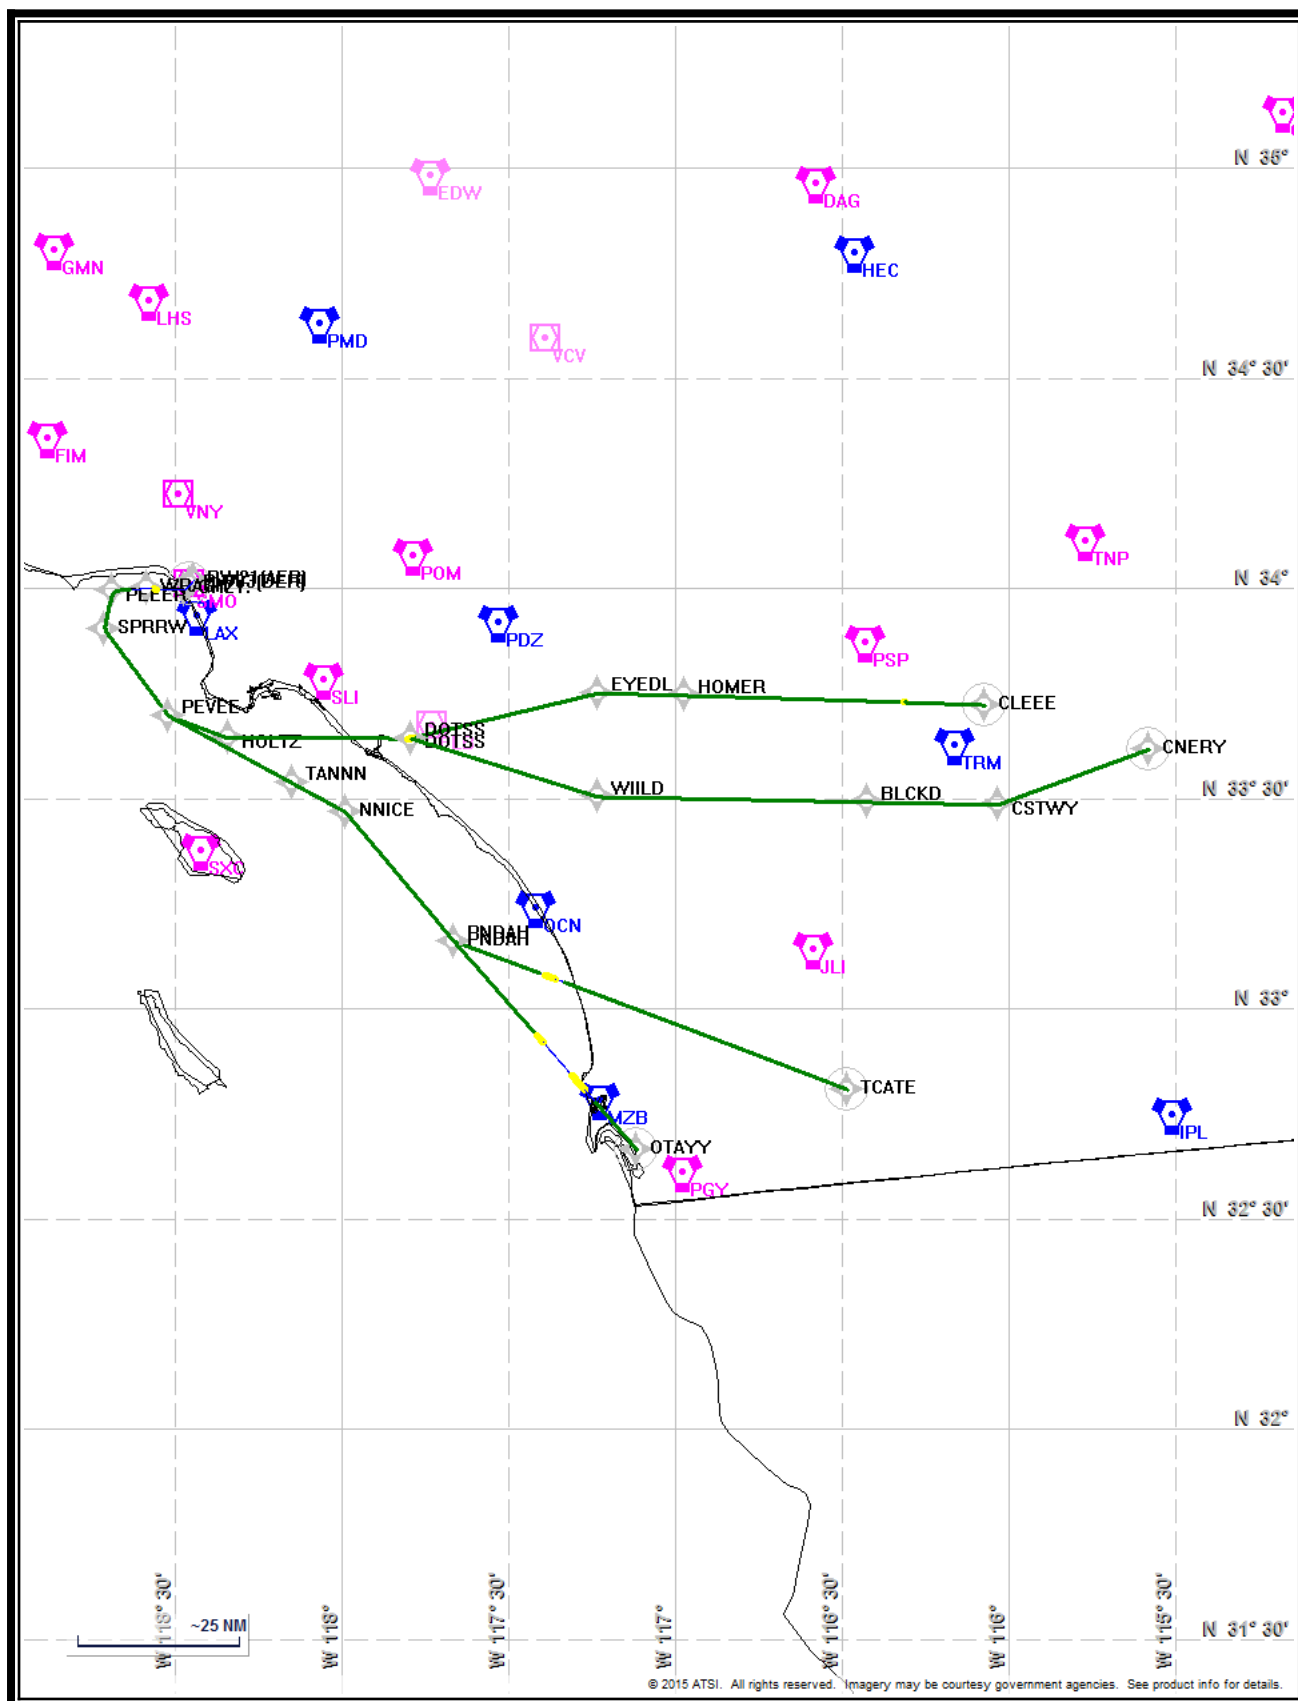 N 35°
EDW
DAG
GMN
HEC
LHS
PMD
VCV
N 34° 30'
FIM
VNY
POM
TNP
N 34°
PEEER
SMO
SPRRW
LAX
PDZ
PSP
SLI
EYEDL
HOMER
CLEEE
PEVEE
HOLTZ
DOTSS
DOTSS
CNERY
TRM
TANNN
WIILD
BLCKD
N 33° 30'
NNICE
CSTWY
SXC
OCN
PNDAH
PNDAH
JLI
N 33°
TCATE
MZB
IPL
OTAYY
PGY
N 32° 30'
N 32°
W 118° 30'
W 118°
W 117° 30'
W 117°
W 116° 30'
W 116°
W 115° 30'
~25 NM
N 31° 30'
© 2015 ATSI. All rights reserved. Imagery may be courtesy government agencies. See product info for details.